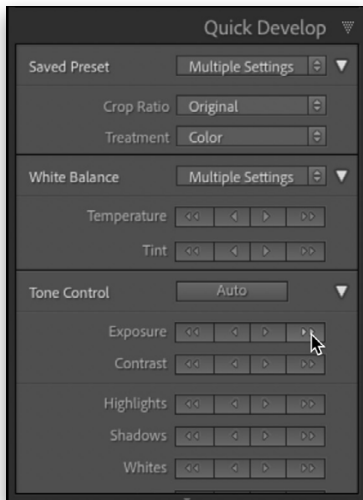 Quick Develop
Saved Preset Multiple Settings
Crop Ratio Original
Treatment Color
White Balance Multiple Settings
Temperature
Tint
Tone Control Auto
Exposure
Contrast
Highlights
Shadows
Whites